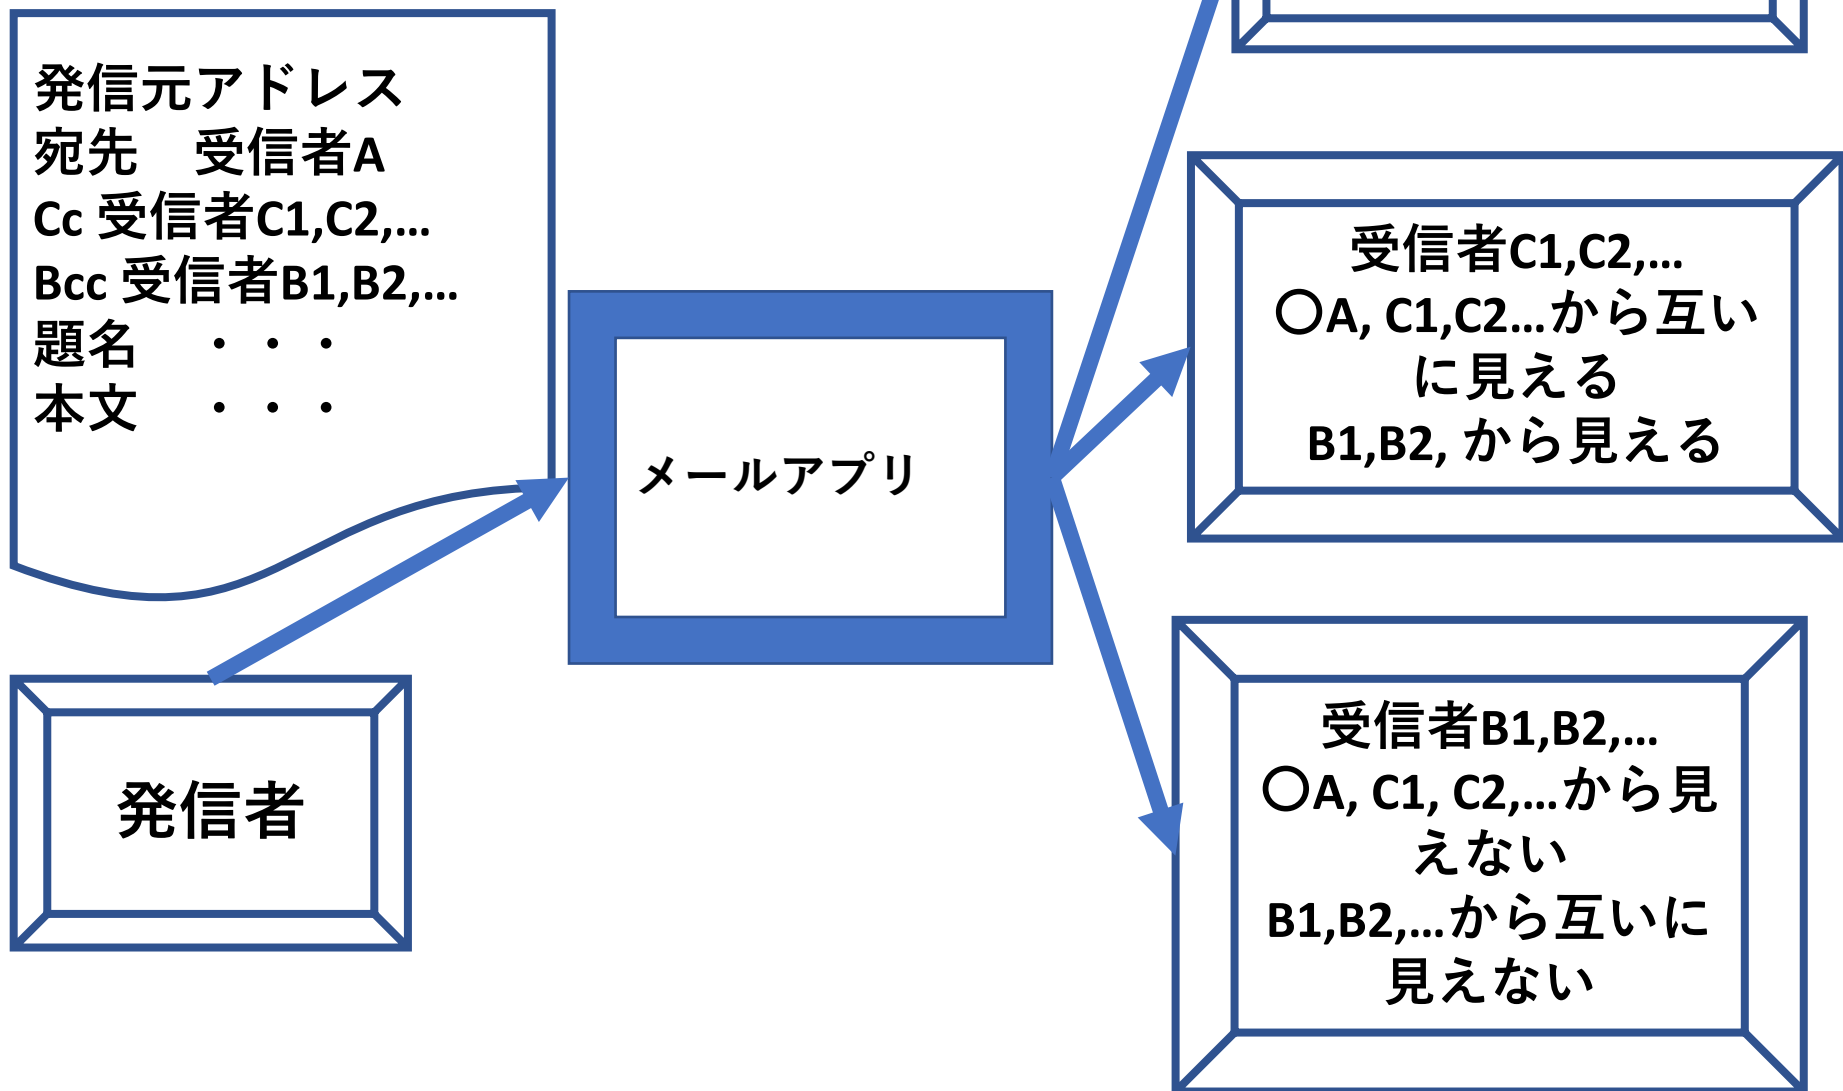 発信元アドレス
宛先　受信者A
Cc 受信者C1,C2,...
Bcc 受信者B1,B2,...
題名　・・・
本文　・・・
メールアプリ
発信者
受信者C1,C2,...
〇A, C1,C2...から互い
に見える
B1,B2, から見える
受信者B1,B2,...
〇A, C1, C2,...から見
えない
B1,B2,...から互いに
見えない